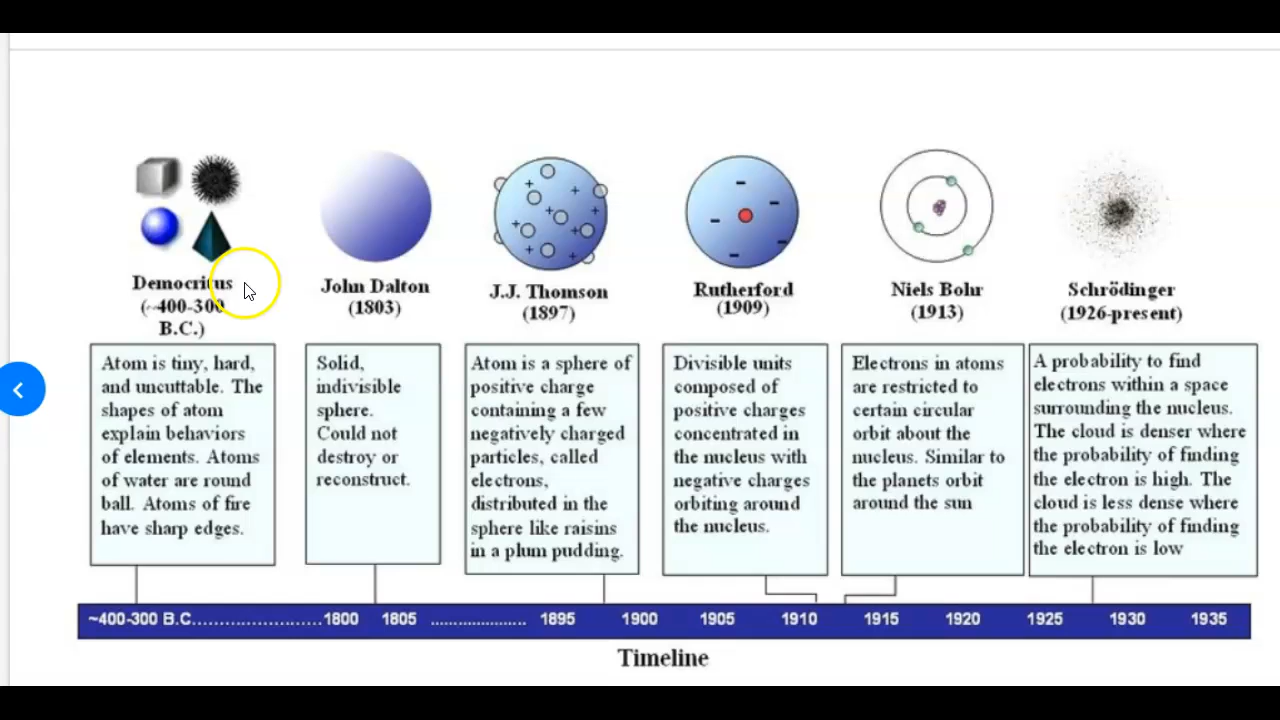 Democritus
(~400-300
B.C.)
Atom is tiny, hard,
and uncuttable. The
shapes of atom
explain behaviors
of elements. Atoms
of water are round
ball. Atoms of fire
have sharp edges.
John Dalton
(1803)
Solid,
indivisible
sphere.
Could not
destroy or
reconstruct.
J.J. Thomson
(1897)
Atom is a sphere of
positive charge
containing a few
negatively charged
particles, called
electrons,
distributed in the
sphere like raisins
in a plum pudding.
Rutherford
(1909)
Divisible units
composed of
positive charges
concentrated in
the nucleus with
negative charges
orbiting around
the nucleus.
Niels Bohr
(1913)
Electrons in atoms
are restricted to
certain circular
orbit about the
nucleus. Similar to
the planets orbit
around the sun
Schrödinger
(1926-present)
A probability to find
electrons within a space
surrounding the nucleus.
The cloud is denser where
the probability of finding
the electron is high. The
cloud is less dense where
the probability of finding
the electron is low
~400-300 B.C........................1800 1805 ...................... 1895 1900 1905 1910 1915 1920 1925 1930 1935
Timeline